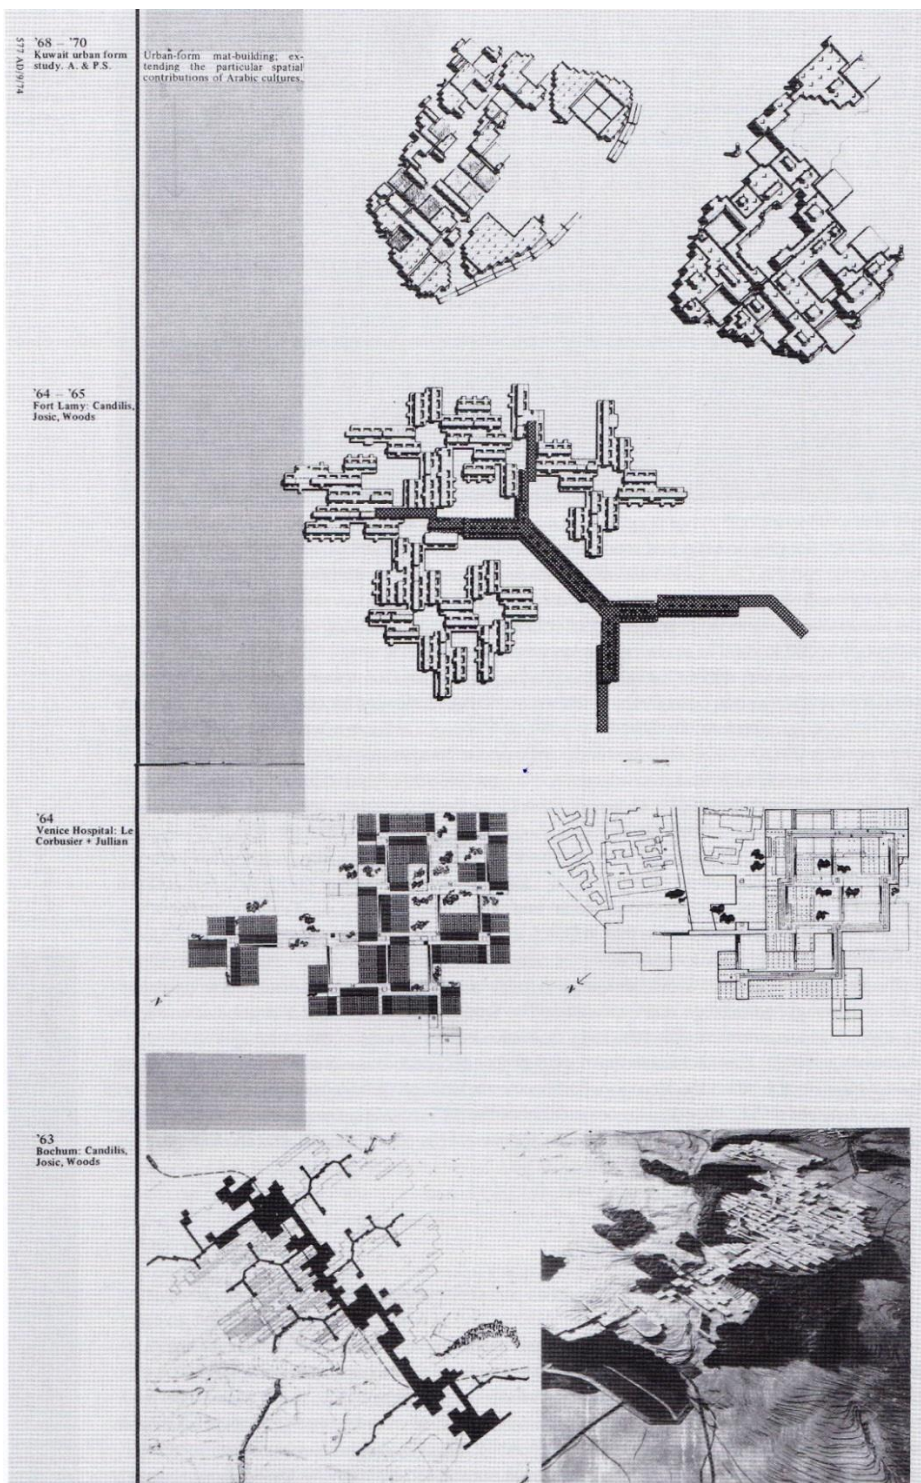 577 AD/9/74
'68 – '70
Kuwait urban form
study. A. & P.S.
Urban-form mat-building; ex-
tending the particular spatial
contributions of Arabic cultures.
'64 – '65
Fort Lamy: Candilis,
Josic, Woods
'64
Venice Hospital: Le
Corbusier + Jullian
N
N
'63
Bochum: Candilis,
Josic, Woods